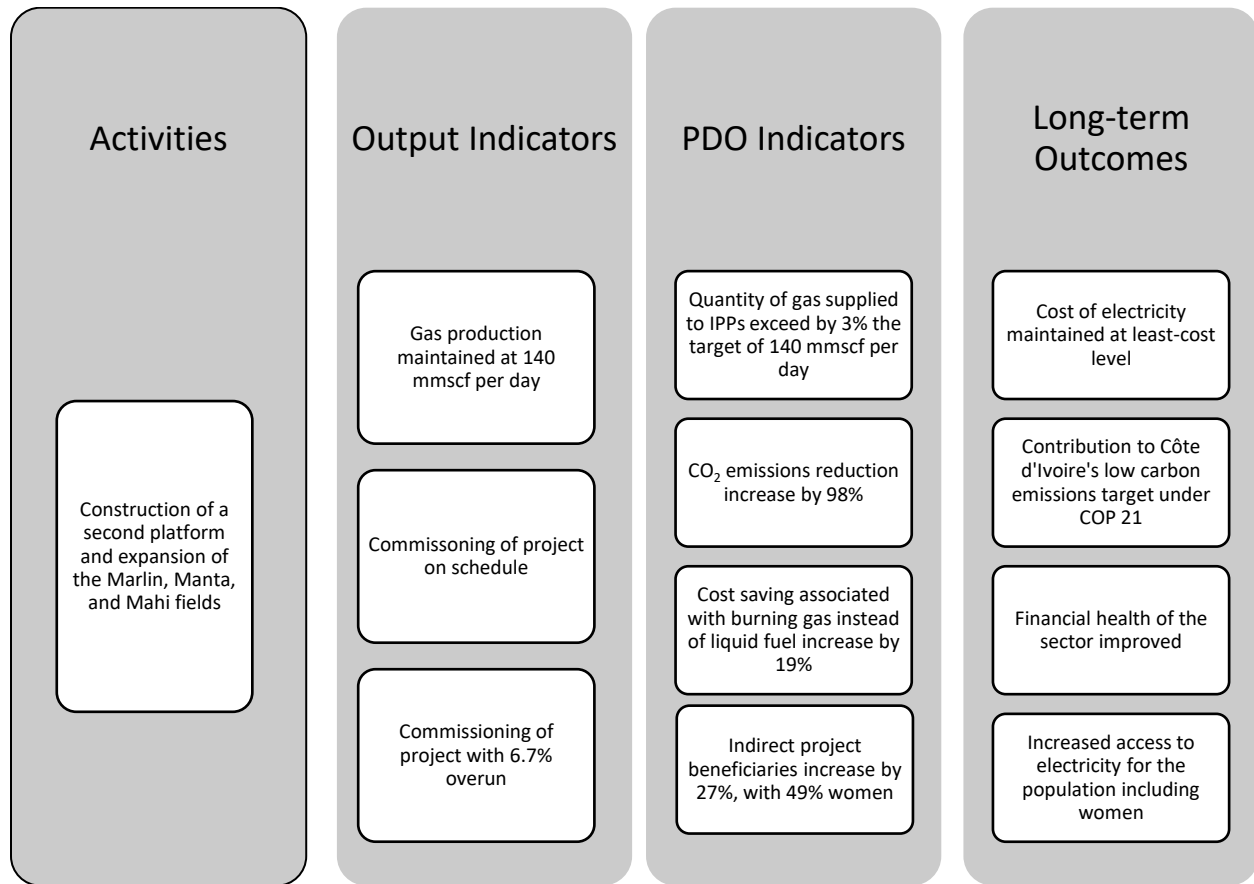 Activities
Construction of a
second platform
and expansion of
the Marlin, Manta,
and Mahi fields
Output Indicators
Gas production
maintained at 140
mmscf per day
Commissoning of project
on schedule
Commissioning of
project with 6.7%
overun
PDO Indicators
Quantity of gas supplied
to IPPs exceed by 3% the
target of 140 mmscf per
day
CO₂ emissions reduction
increase by 98%
Cost saving associated
with burning gas instead
of liquid fuel increase by
19%
Indirect project
beneficiaries increase by
27%, with 49% women
Long-term
Outcomes
Cost of electricity
maintained at least-cost
level
Contribution to Côte
d'Ivoire's low carbon
emissions target under
COP 21
Financial health of the
sector improved
Increased access to
electricity for the
population including
women